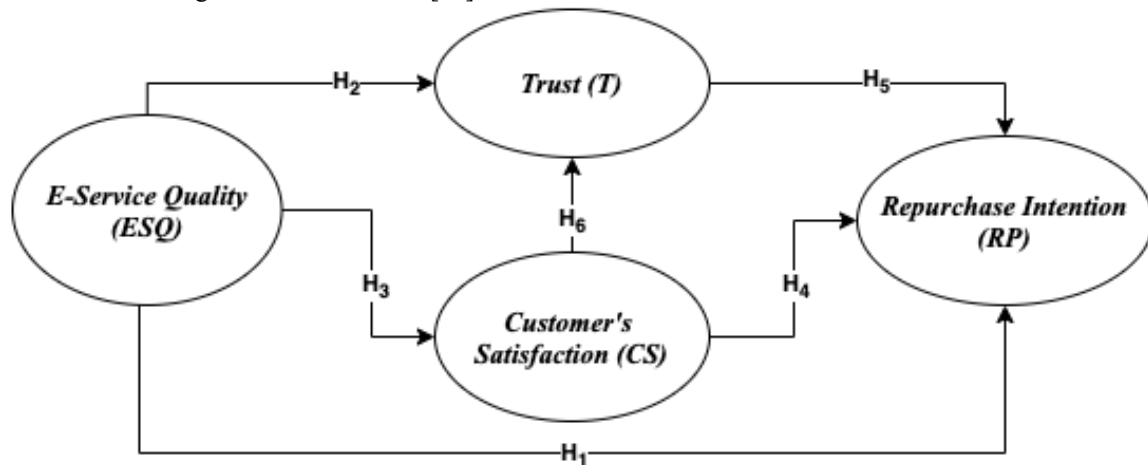 H2
Trust (T)
H5
E-Service Quality
(ESQ)
Repurchase Intention
(RP)
H6
H3
H4
Customer's
Satisfaction (CS)
H1